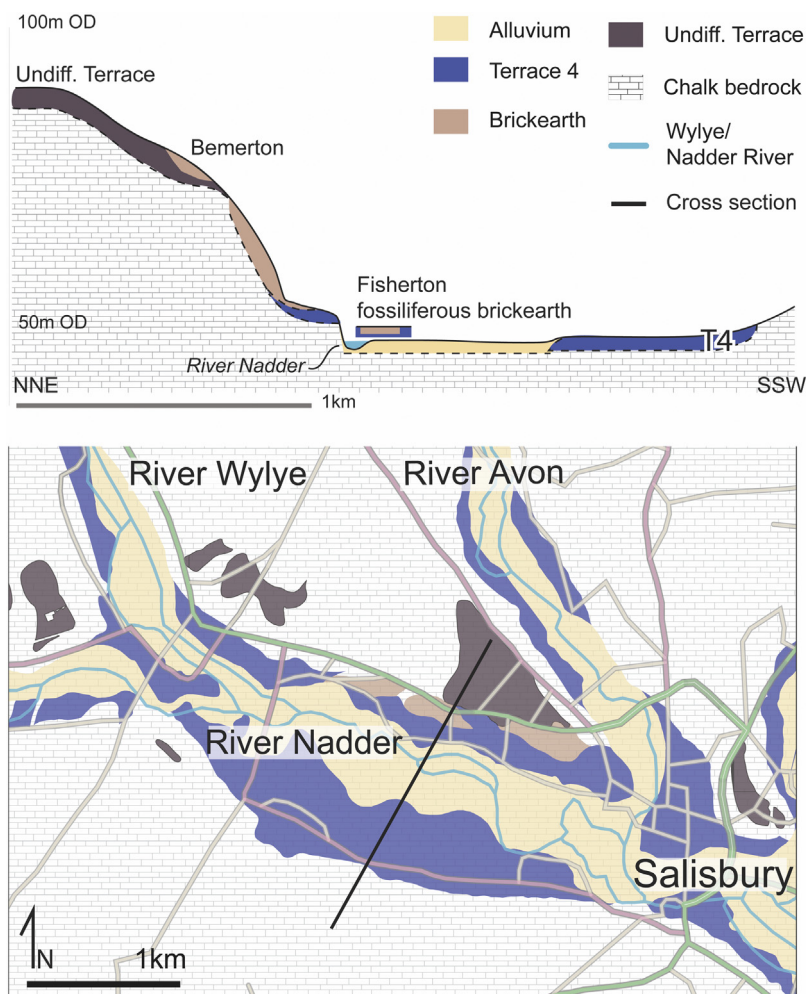 100m OD
Undiff. Terrace
Bemerton
Alluvium
Terrace 4
Brickearth
Undiff. Terrace
Chalk bedrock
Wylye/
Nadder River
Cross section
Fisherton
fossiliferous brickearth
50m OD
T4
River Nadder
NNE
SSW
1km
River Wylye
River Avon
River Nadder
Salisbury
N
1km